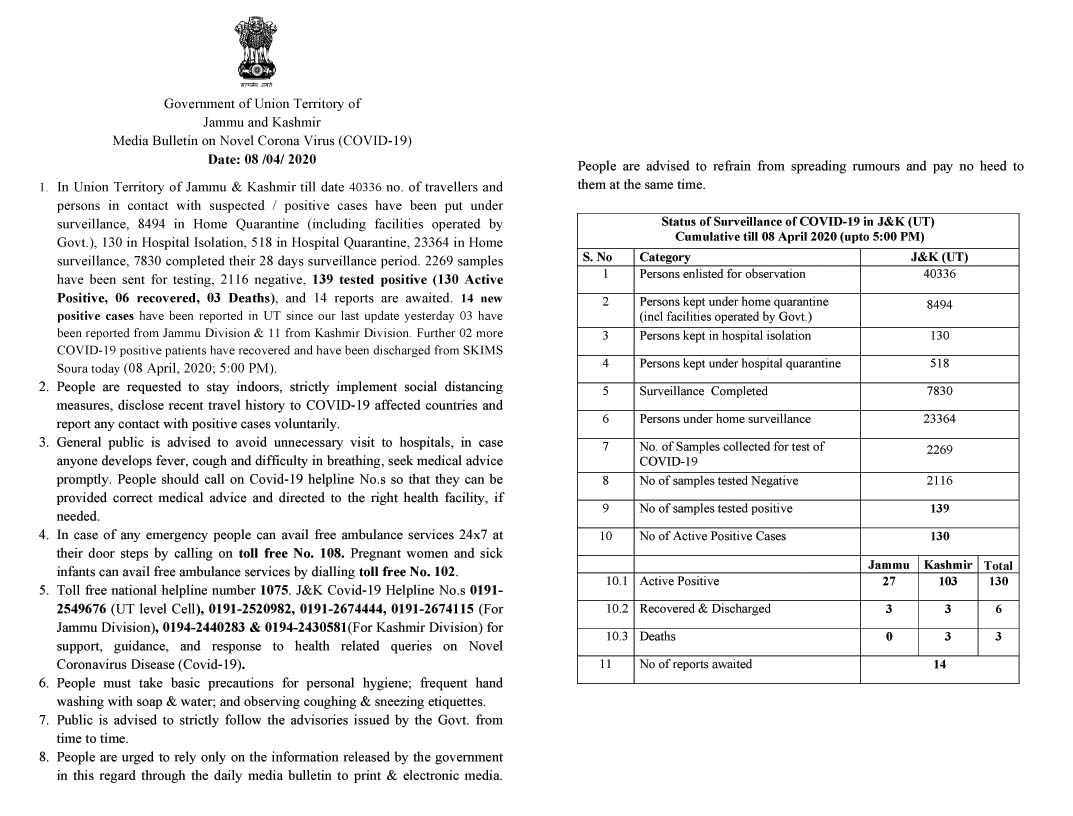 सत्यमेव जयते
Government of Union Territory of
Jammu and Kashmir
Media Bulletin on Novel Corona Virus (COVID-19)
Date: 08 /04/ 2020
1. In Union Territory of Jammu & Kashmir till date 40336 no. of travellers and
persons in contact with suspected / positive cases have been put under
surveillance, 8494 in Home Quarantine (including facilities operated by
Govt.), 130 in Hospital Isolation, 518 in Hospital Quarantine, 23364 in Home
surveillance, 7830 completed their 28 days surveillance period. 2269 samples
have been sent for testing, 2116 negative, 139 tested positive (130 Active
Positive, 06 recovered, 03 Deaths), and 14 reports are awaited. 14 new
positive cases have been reported in UT since our last update yesterday 03 have
been reported from Jammu Division & 11 from Kashmir Division. Further 02 more
COVID-19 positive patients have recovered and have been discharged from SKIMS
Soura today (08 April, 2020; 5:00 PM).
2. People are requested to stay indoors, strictly implement social distancing
measures, disclose recent travel history to COVID-19 affected countries and
report any contact with positive cases voluntarily.
3. General public is advised to avoid unnecessary visit to hospitals, in case
anyone develops fever, cough and difficulty in breathing, seek medical advice
promptly. People should call on Covid-19 helpline No.s so that they can be
provided correct medical advice and directed to the right health facility, if
needed.
4. In case of any emergency people can avail free ambulance services 24x7 at
their door steps by calling on toll free No. 108. Pregnant women and sick
infants can avail free ambulance services by dialling toll free No. 102.
5. Toll free national helpline number 1075. J&K Covid-19 Helpline No.s 0191-
2549676 (UT level Cell), 0191-2520982, 0191-2674444, 0191-2674115 (For
Jammu Division), 0194-2440283 & 0194-2430581(For Kashmir Division) for
support, guidance, and response to health related queries on Novel
Coronavirus Disease (Covid-19).
6. People must take basic precautions for personal hygiene; frequent hand
washing with soap & water; and observing coughing & sneezing etiquettes.
7. Public is advised to strictly follow the advisories issued by the Govt. from
time to time.
8. People are urged to rely only on the information released by the government
in this regard through the daily media bulletin to print & electronic media.
People are advised to refrain from spreading rumours and pay no heed to
them at the same time.
Status of Surveillance of COVID-19 in J&K (UT)
Cumulative till 08 April 2020 (upto 5:00 PM)
S. No Category J&K (UT)
1 Persons enlisted for observation 40336
2 Persons kept under home quarantine 8494
(incl facilities operated by Govt.)
3 Persons kept in hospital isolation 130
4 Persons kept under hospital quarantine 518
5 Surveillance Completed 7830
6 Persons under home surveillance 23364
7 No. of Samples collected for test of 2269
COVID-19
8 No of samples tested Negative 2116
9 No of samples tested positive 139
10 No of Active Positive Cases 130
Jammu Kashmir Total
10.1 Active Positive 27 103 130
10.2 Recovered & Discharged 3 3 6
10.3 Deaths 0 3 3
11 No of reports awaited 14